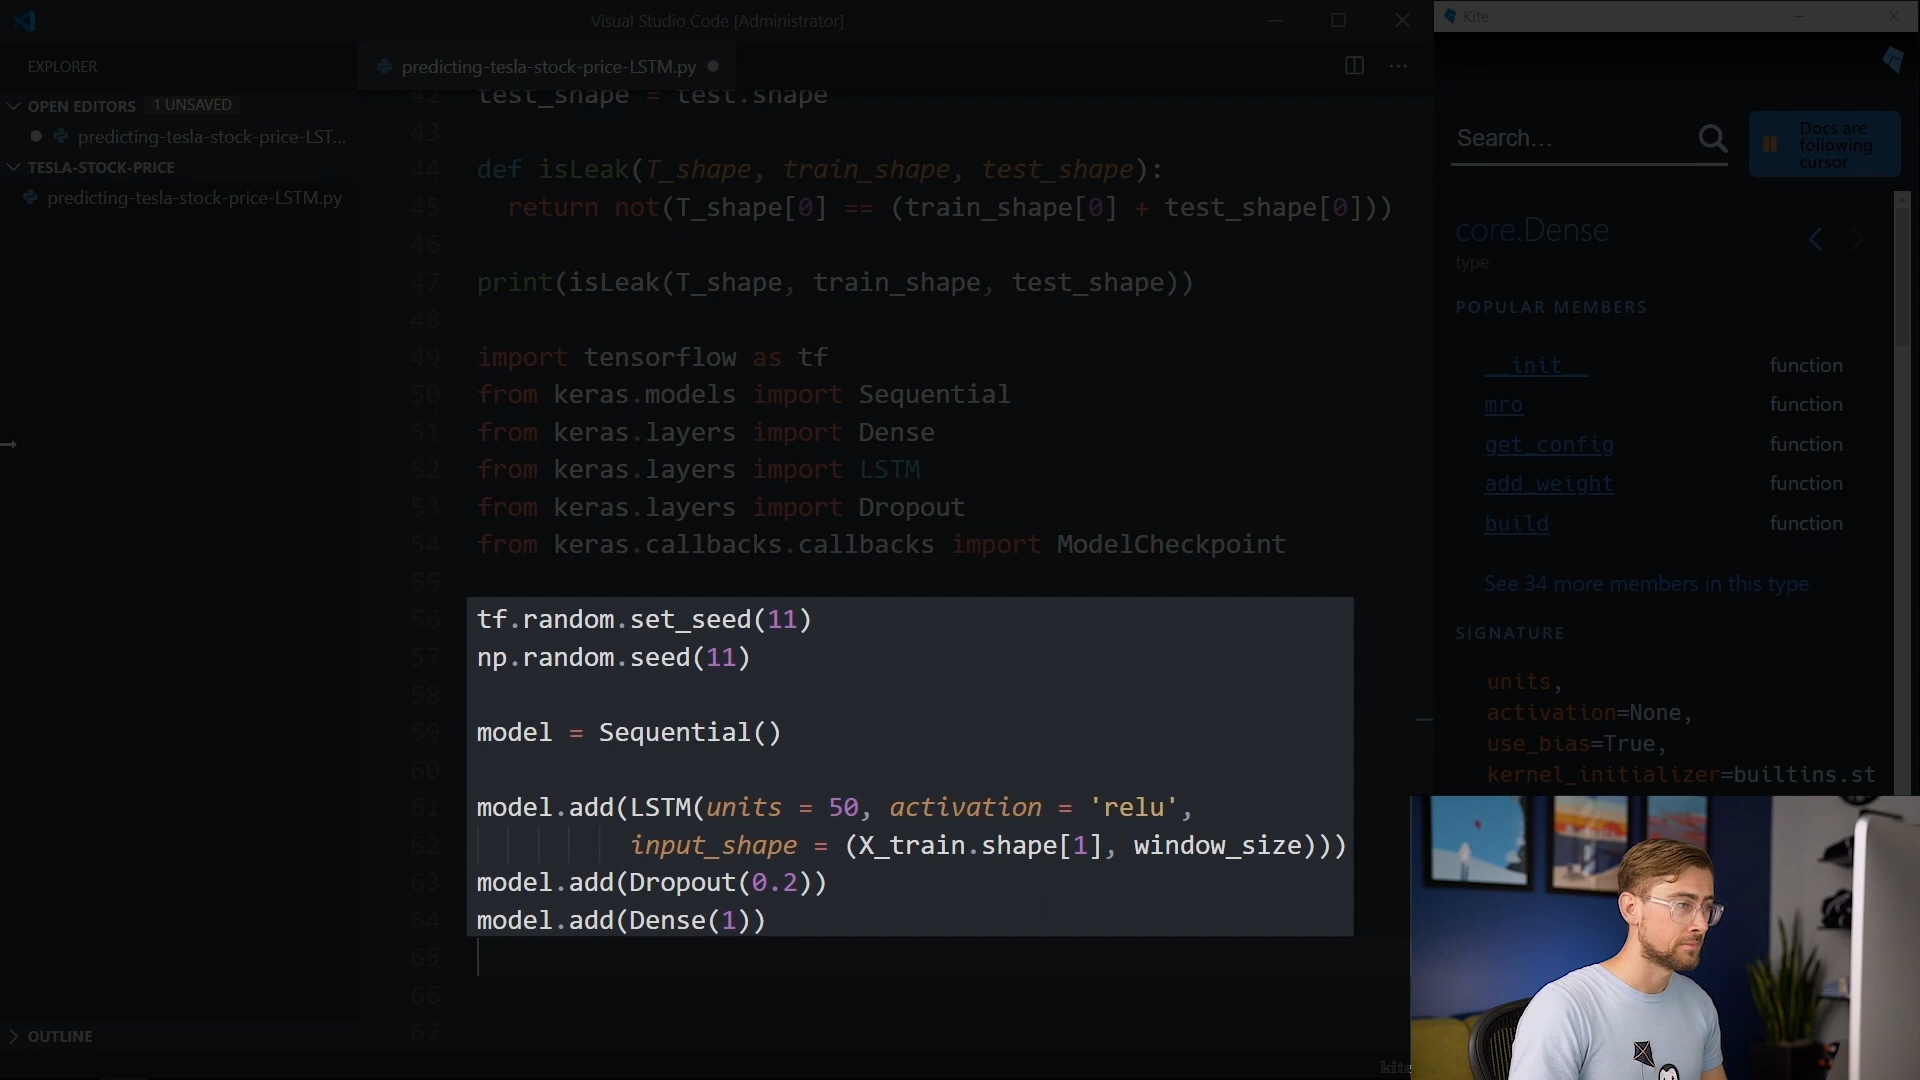 Visual Studio Code [Administrator]
EXPLORER
OPEN EDITORS 1 UNSAVED
predicting-tesla-stock-price-LST...
TESLA-STOCK-PRICE
predicting-tesla-stock-price-LSTM.py
OUTLINE
predicting-tesla-stock-price-LSTM.py
42 test_shape = test.shape
43
44 def isLeak(T_shape, train_shape, test_shape):
45 return not(T_shape[0] == (train_shape[0] + test_shape[0]))
46
47 print(isLeak(T_shape, train_shape, test_shape))
48
49 import tensorflow as tf
50 from keras.models import Sequential
51 from keras.layers import Dense
52 from keras.layers import LSTM
53 from keras.layers import Dropout
54 from keras.callbacks.callbacks import ModelCheckpoint
55
56 tf.random.set_seed(11)
57 np.random.seed(11)
58
59 model = Sequential()
60
61 model.add(LSTM(units = 50, activation = 'relu',
62 input_shape = (X_train.shape[1], window_size)))
63 model.add(Dropout(0.2))
64 model.add(Dense(1))
65
66
67
Kite
Search...
Docs are
following
cursor
core.Dense
type
POPULAR MEMBERS
__init__ function
mro function
get_config function
add_weight function
build function
See 34 more members in this type
SIGNATURE
units,
activation=None,
use_bias=True,
kernel_initializer=builtins.st
kite